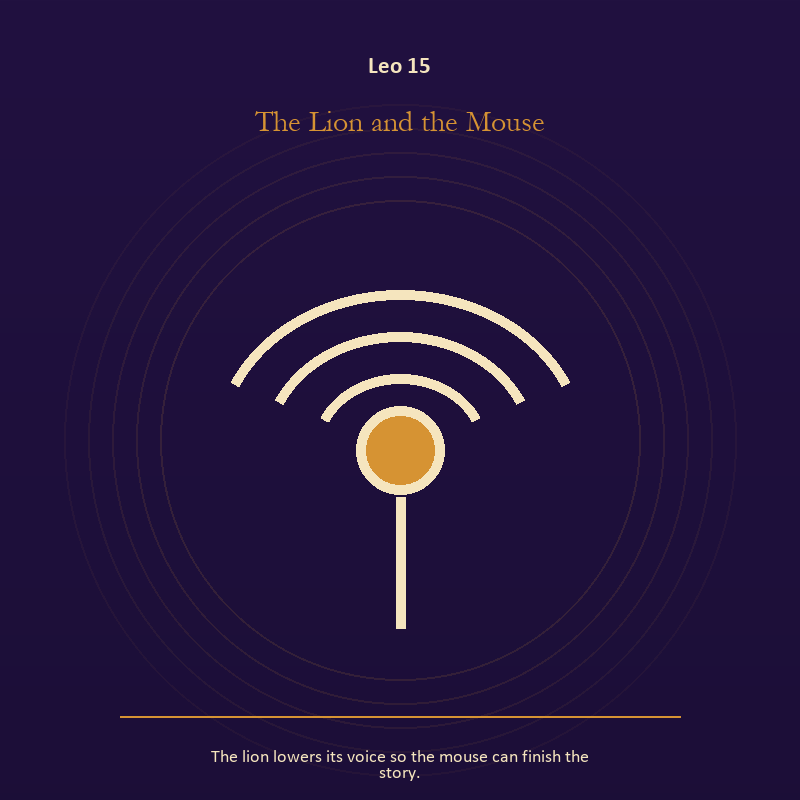 Leo 15
The Lion and the Mouse
The lion lowers its voice so the mouse can finish the
story.